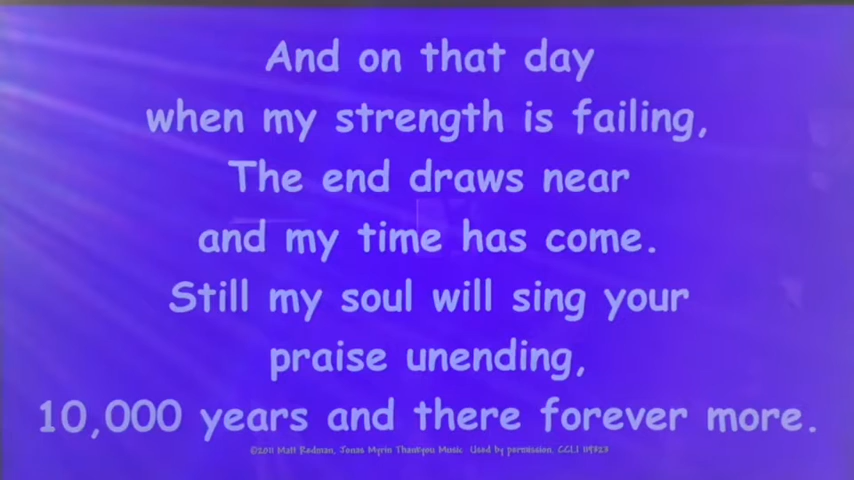 And on that day
when my strength is failing,
The end draws near
and my time has come.
Still my soul will sing your
praise unending,
10,000 years and there forever more.
©2011 Matt Redman, Jonas Myrin Thankyou Music Used by permission. CCLI